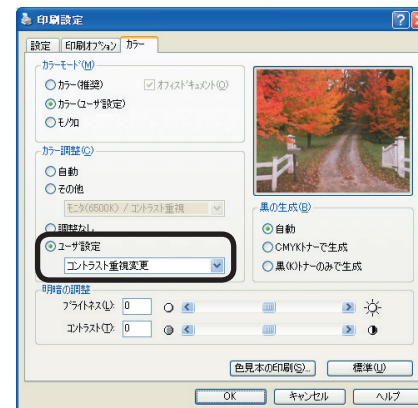 印刷設定
設定 印刷オプション カラー
カラーモード(M)
カラー(推奨) オフィスドキュメント(O)
カラー(ユーザ設定)
モノクロ
カラー調整(C)
自動
その他
モニタ(6500K) / コントラスト重視
調整なし
ユーザ設定
コントラスト重視変更
黒の生成(B)
自動
CMYKトナーで生成
黒(K)トナーのみで生成
明暗の調整
ブライトネス(L): 0
コントラスト(T): 0
色見本の印刷(S)... 標準(U)
OK キャンセル ヘルプ